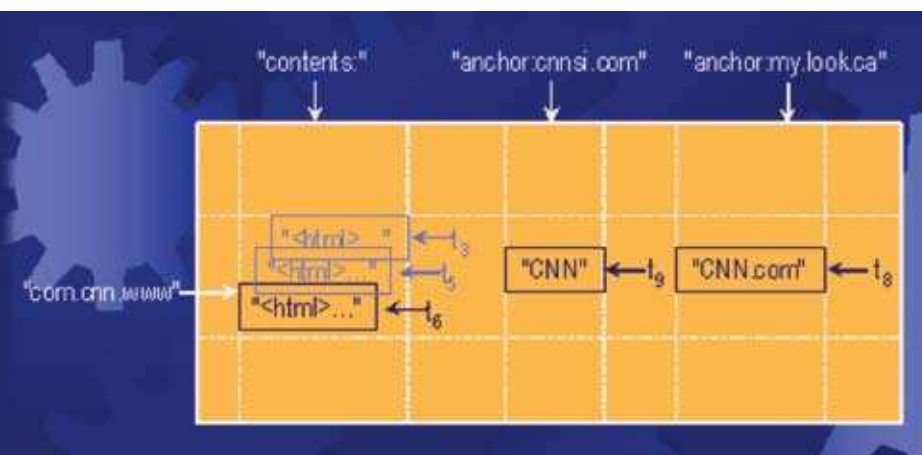 "contents:" "anchor:cnnsi.com" "anchor:my.look.ca"
"<html>..." t3
"<html>..." t5 "CNN" t9 "CNN.com" t8
"com.cnn.www"
"<html>..." t6